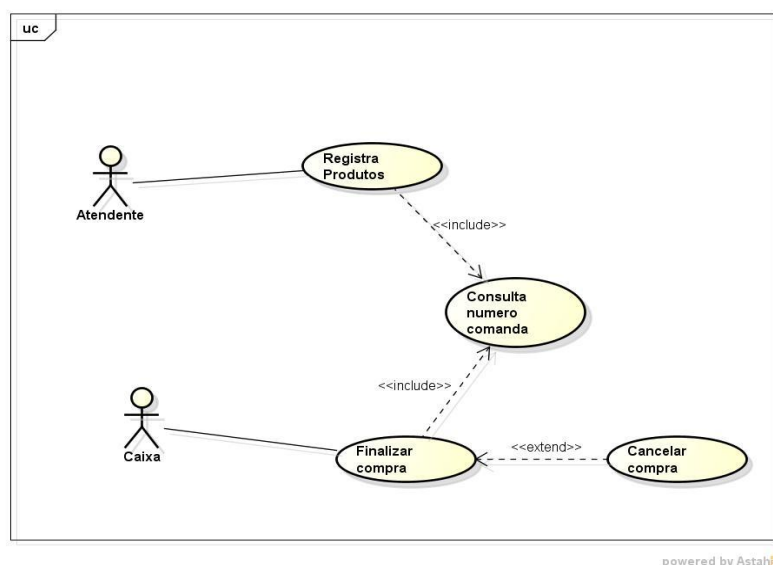 uc
Registra
Produtos
Atendente
<<include>>
Consulta
numero
comanda
<<include>>
Caixa
Finalizar
compra
<<extend>>
Cancelar
compra
powered by Astah